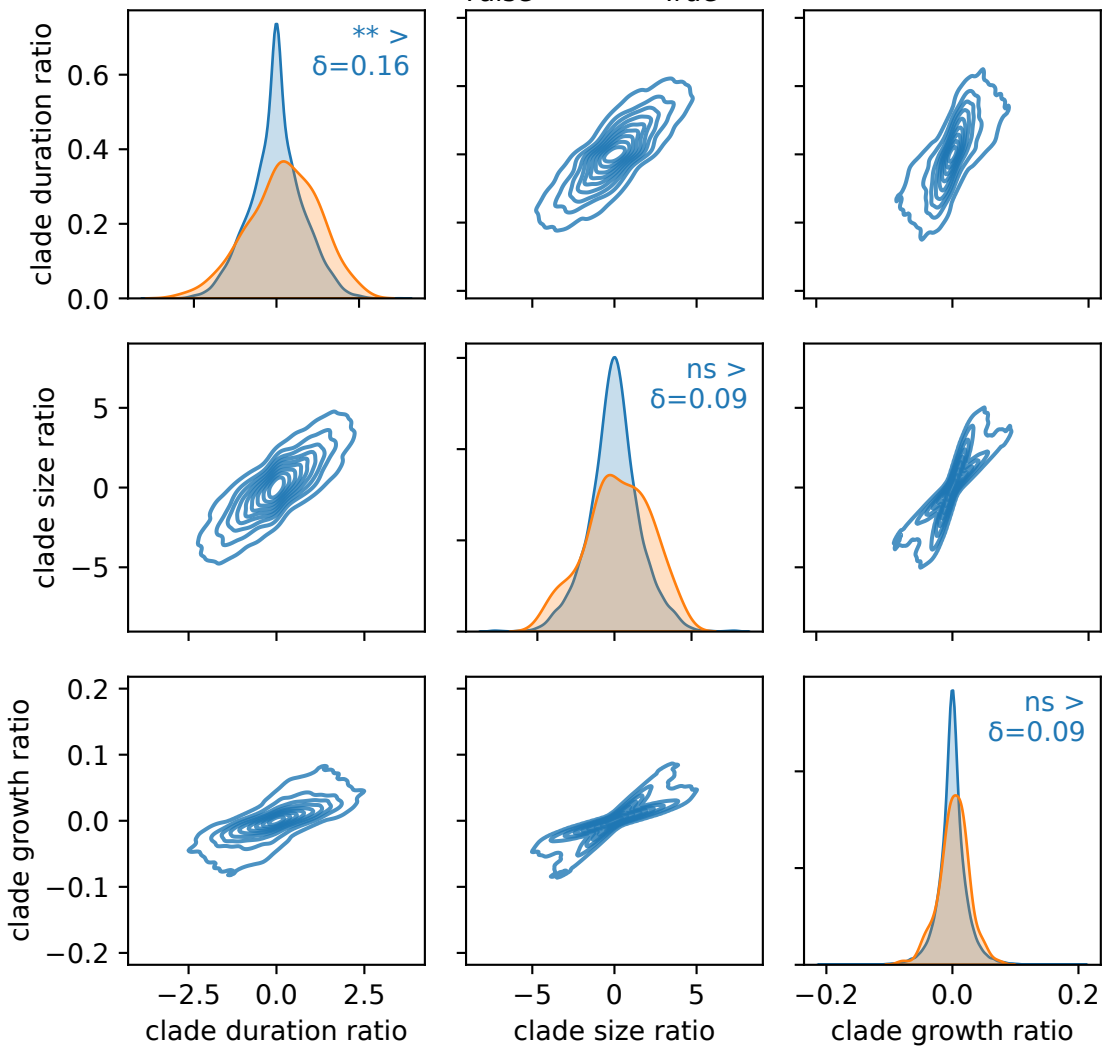 clade duration ratio
0.6
0.4
0.2
0.0
** >
δ=0.16
clade size ratio
5
0
−5
ns >
δ=0.09
clade growth ratio
0.2
0.1
0.0
−0.1
−0.2
ns >
δ=0.09
−2.5 0.0 2.5
−5 0 5
−0.2 0.0 0.2
clade duration ratio
clade size ratio
clade growth ratio